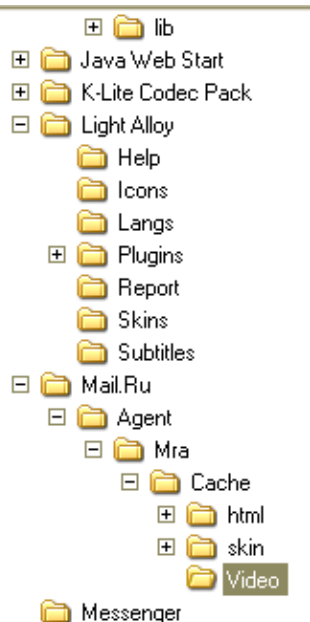 lib
Java Web Start
K-Lite Codec Pack
Light Alloy
Help
Icons
Langs
Plugins
Report
Skins
Subtitles
Mail.Ru
Agent
Mra
Cache
html
skin
Video
Messenger